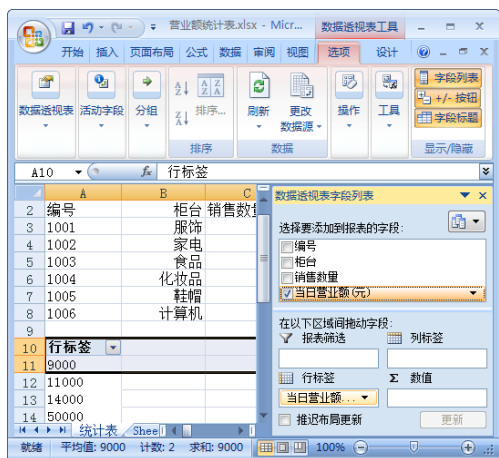 营业额统计表.xlsx - Micr... 数据透视表工具
开始 插入 页面布局 公式 数据 审阅 视图 选项 设计
数据透视表 活动字段 分组 排序... 刷新 更改 数据源 操作 工具 字段列表
+/- 按钮
字段标题
排序 数据 显示/隐藏
A10 fx 行标签
A B C
2 编号 柜台 销售数
3 1001 服饰
4 1002 家电
5 1003 食品
6 1004 化妆品
7 1005 鞋帽
8 1006 计算机
9
10 行标签
11 9000
12 11000
13 14000
14 50000
统计表 Shee
数据透视表字段列表
选择要添加到报表的字段:
编号
柜台
销售数量
当日营业额(元)
在以下区域间拖动字段:
报表筛选 列标签
行标签 Σ 数值
当日营业额...
推迟布局更新 更新
就绪 平均值: 9000 计数: 2 求和: 9000 100%